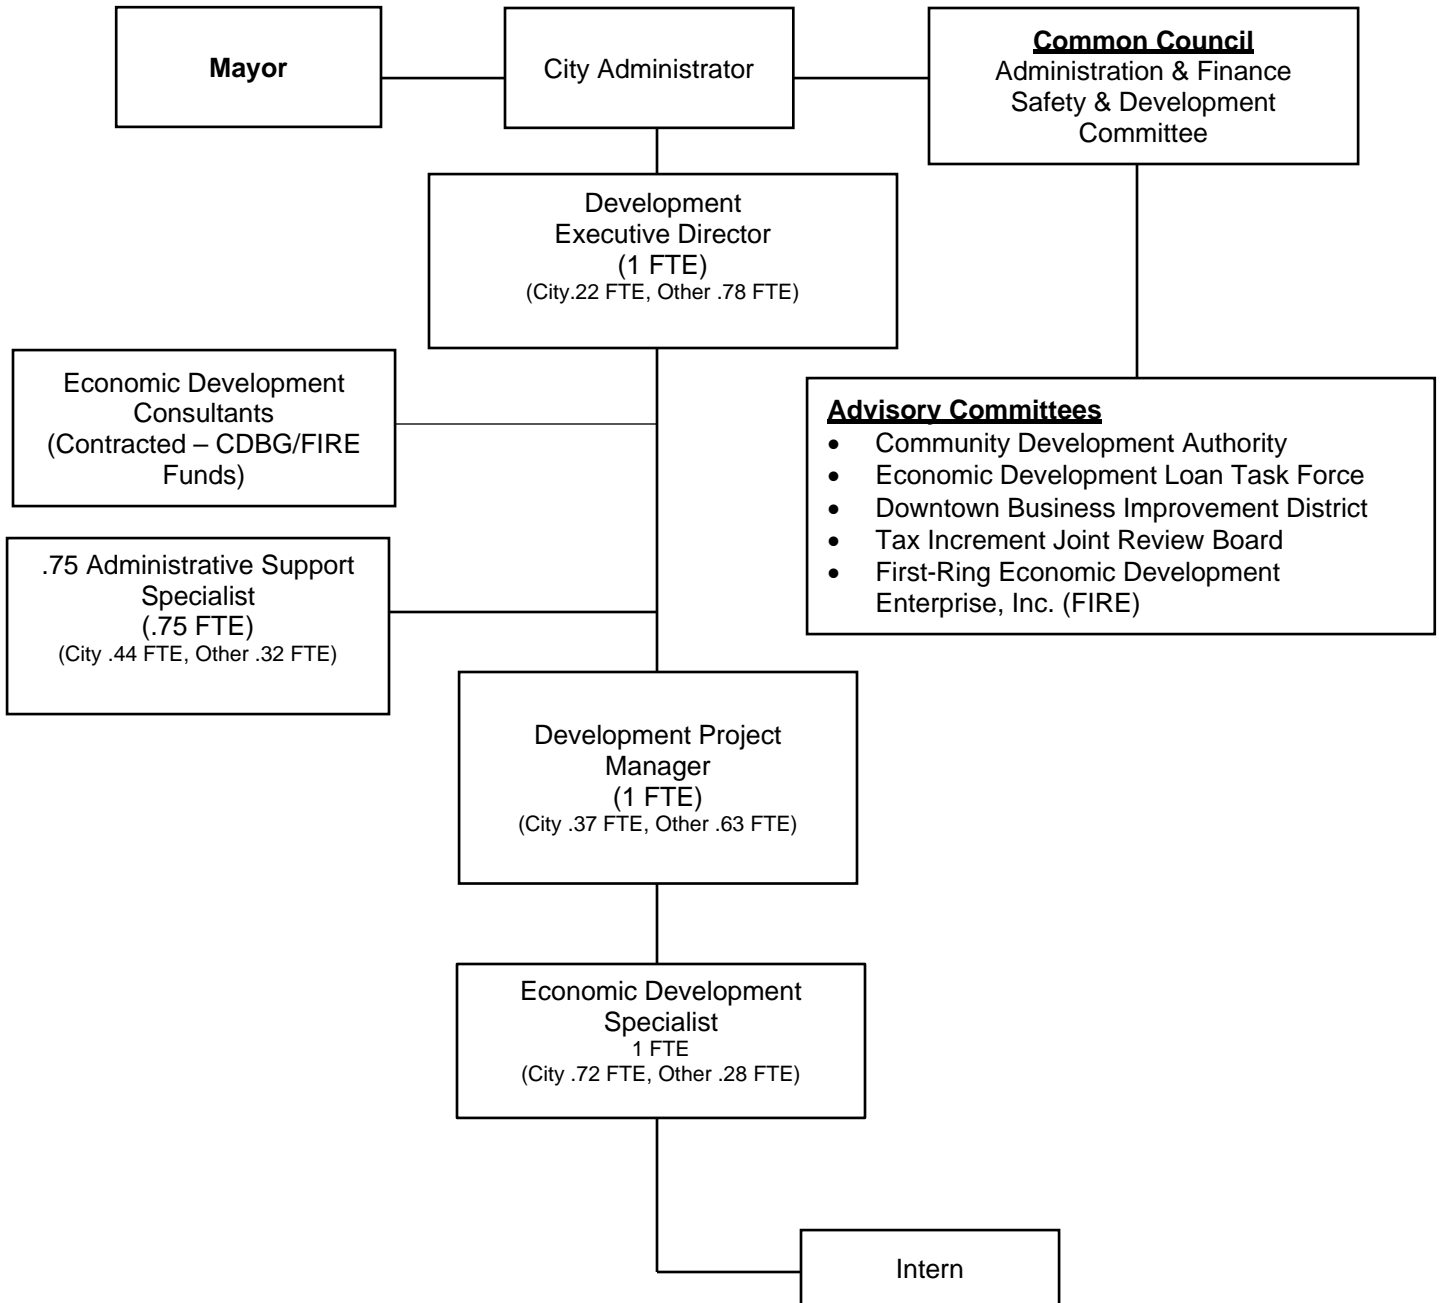 Mayor
City Administrator
Common Council
Administration & Finance
Safety & Development
Committee
Development
Executive Director
(1 FTE)
(City.22 FTE, Other .78 FTE)
Economic Development
Consultants
(Contracted – CDBG/FIRE
Funds)
Advisory Committees
• Community Development Authority
• Economic Development Loan Task Force
• Downtown Business Improvement District
• Tax Increment Joint Review Board
• First-Ring Economic Development
Enterprise, Inc. (FIRE)
.75 Administrative Support
Specialist
(.75 FTE)
(City .44 FTE, Other .32 FTE)
Development Project
Manager
(1 FTE)
(City .37 FTE, Other .63 FTE)
Economic Development
Specialist
1 FTE
(City .72 FTE, Other .28 FTE)
Intern